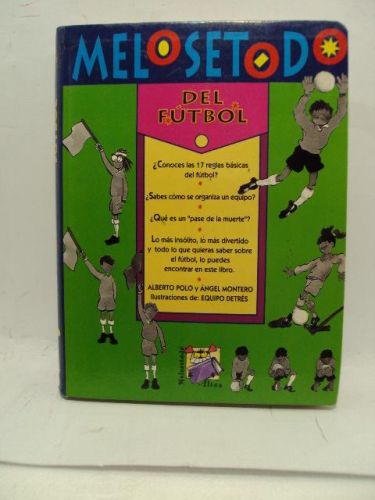 MELOSETODO
DEL
FÚTBOL
¿Conoces las 17 reglas básicas
del fútbol?
¿Sabes cómo se organiza un equipo?
¿Qué es un "pase de la muerte"?
Lo más insólito, lo más divertido
y todo lo que quieras saber sobre
el fútbol, lo puedes
encontrar en este libro.
ALBERTO POLO y ÁNGEL MONTERO
Ilustraciones de: EQUIPO DETRÉS